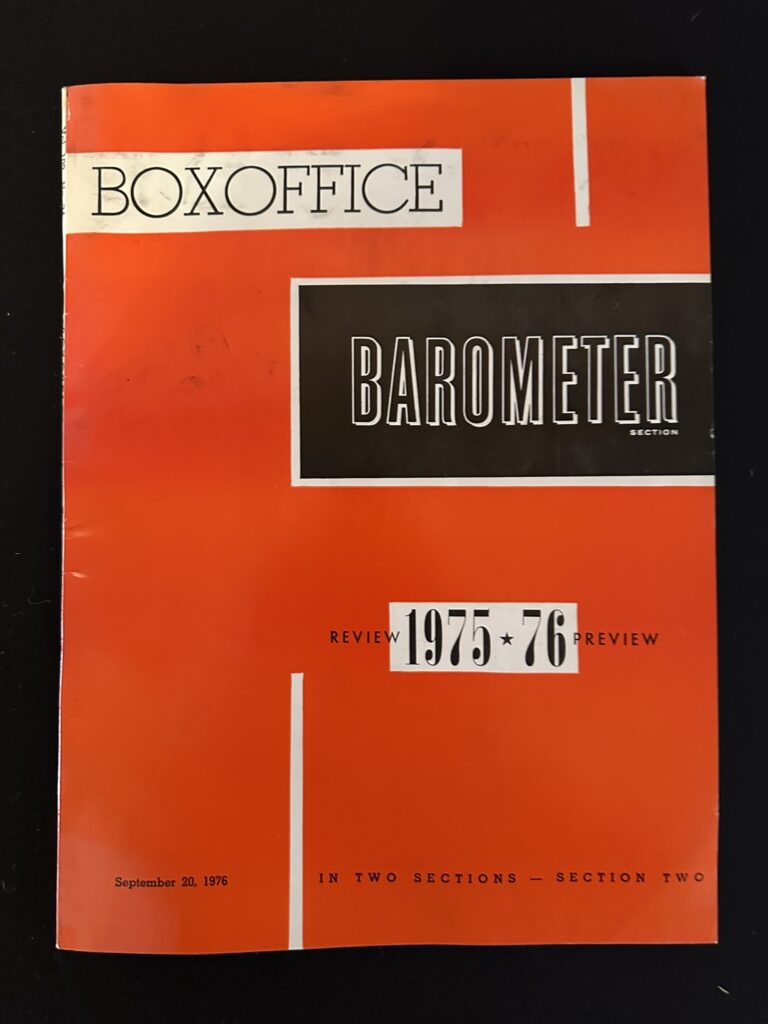 BOXOFFICE
BAROMETER
SECTION
REVIEW 1975 ★ 76 PREVIEW
September 20, 1976
IN TWO SECTIONS — SECTION TWO